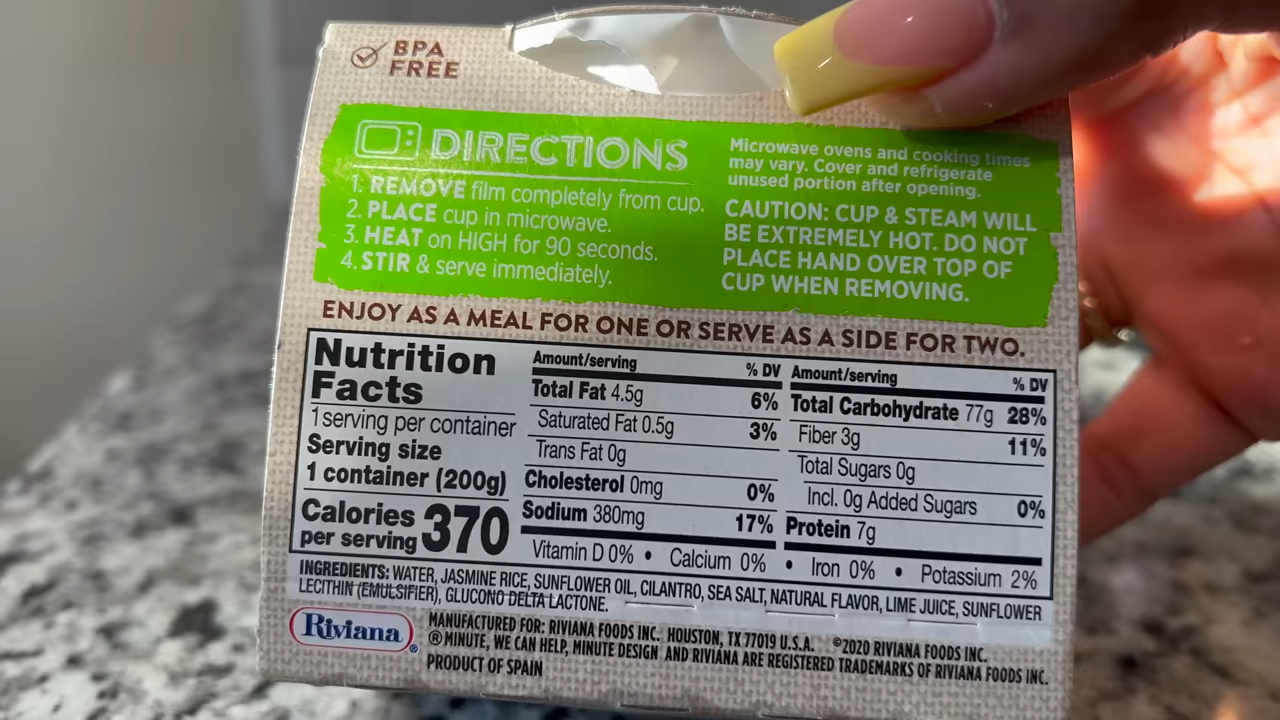 BPA
FREE
DIRECTIONS
1. REMOVE film completely from cup.
2. PLACE cup in microwave.
3. HEAT on HIGH for 90 seconds.
4. STIR & serve immediately.
Microwave ovens and cooking times
may vary. Cover and refrigerate
unused portion after opening.
CAUTION: CUP & STEAM WILL
BE EXTREMELY HOT. DO NOT
PLACE HAND OVER TOP OF
CUP WHEN REMOVING.
ENJOY AS A MEAL FOR ONE OR SERVE AS A SIDE FOR TWO.
Nutrition
Facts
1 serving per container
Serving size
1 container (200g)
Calories
per serving 370
Amount/serving % DV
Total Fat 4.5g 6%
Saturated Fat 0.5g 3%
Trans Fat 0g
Cholesterol 0mg 0%
Sodium 380mg 17%
Amount/serving % DV
Total Carbohydrate 77g 28%
Fiber 3g 11%
Total Sugars 0g
Incl. 0g Added Sugars 0%
Protein 7g
Vitamin D 0% • Calcium 0% • Iron 0% • Potassium 2%
INGREDIENTS: WATER, JASMINE RICE, SUNFLOWER OIL, CILANTRO, SEA SALT, NATURAL FLAVOR, LIME JUICE, SUNFLOWER
LECITHIN (EMULSIFIER), GLUCONO DELTA LACTONE.
Riviana®
MANUFACTURED FOR: RIVIANA FOODS INC. HOUSTON, TX 77019 U.S.A. ©2020 RIVIANA FOODS INC.
® MINUTE, WE CAN HELP, MINUTE DESIGN AND RIVIANA ARE REGISTERED TRADEMARKS OF RIVIANA FOODS INC.
PRODUCT OF SPAIN